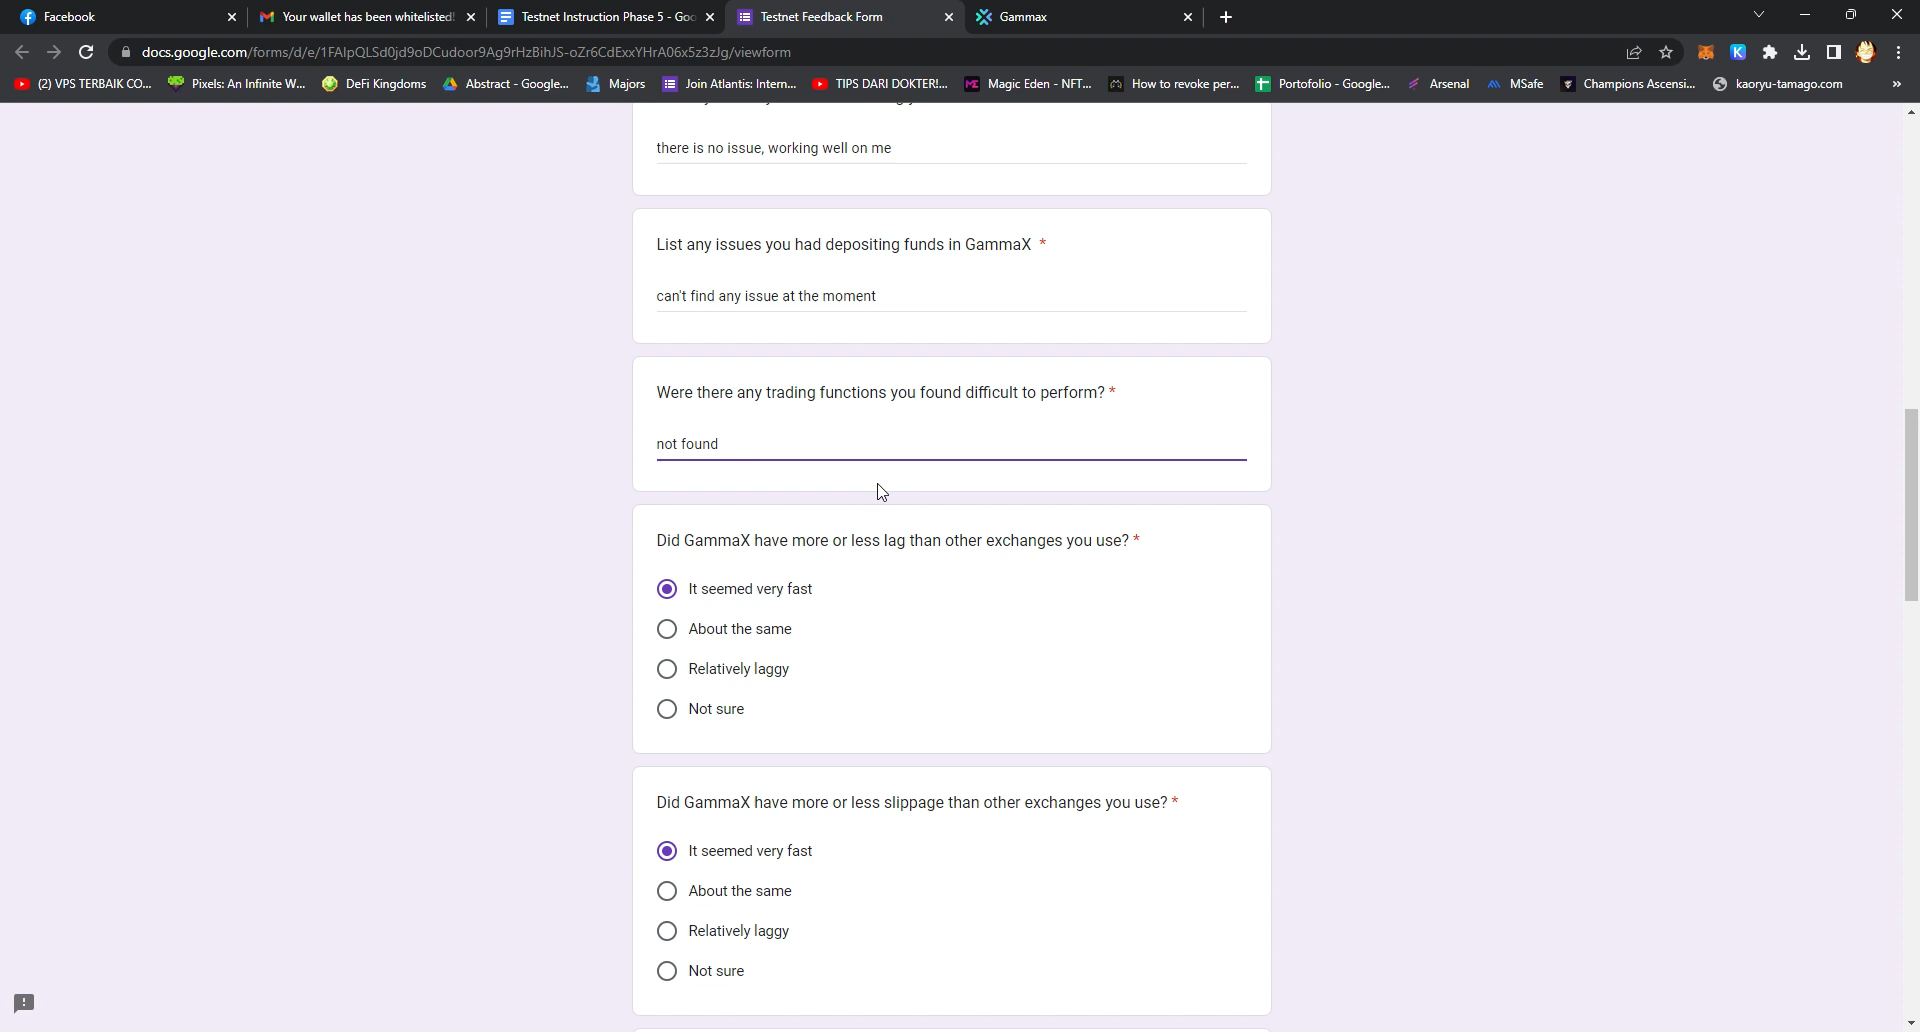 Facebook
Your wallet has been whitelisted!
Testnet Instruction Phase 5 - Goo
Testnet Feedback Form
Gammax
docs.google.com/forms/d/e/1FAIpQLSd0jd9oDCudoor9Ag9rHzBihJS-oZr6CdExxYHrA06x5z3zJg/viewform
(2) VPS TERBAIK CO...
Pixels: An Infinite W...
DeFi Kingdoms
Abstract - Google...
Majors
Join Atlantis: Intern...
TIPS DARI DOKTER!...
Magic Eden - NFT...
How to revoke per...
Portofolio - Google...
Arsenal
MSafe
Champions Ascensi...
kaoryu-tamago.com
there is no issue, working well on me
List any issues you had depositing funds in GammaX *
can't find any issue at the moment
Were there any trading functions you found difficult to perform? *
not found
Did GammaX have more or less lag than other exchanges you use? *
It seemed very fast
About the same
Relatively laggy
Not sure
Did GammaX have more or less slippage than other exchanges you use? *
It seemed very fast
About the same
Relatively laggy
Not sure